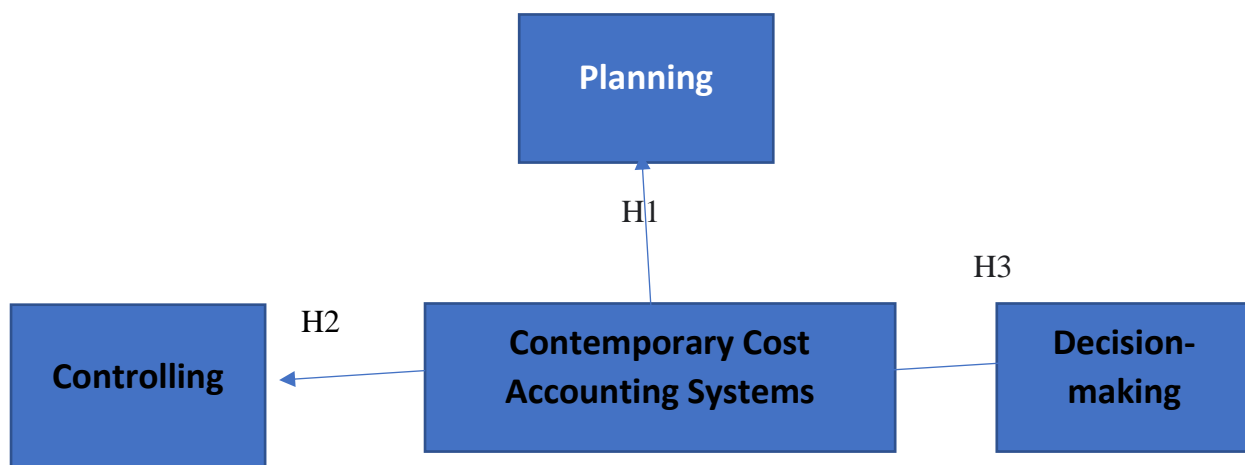 Planning
H1
H3
H2
Controlling
Contemporary Cost
Accounting Systems
Decision-
making